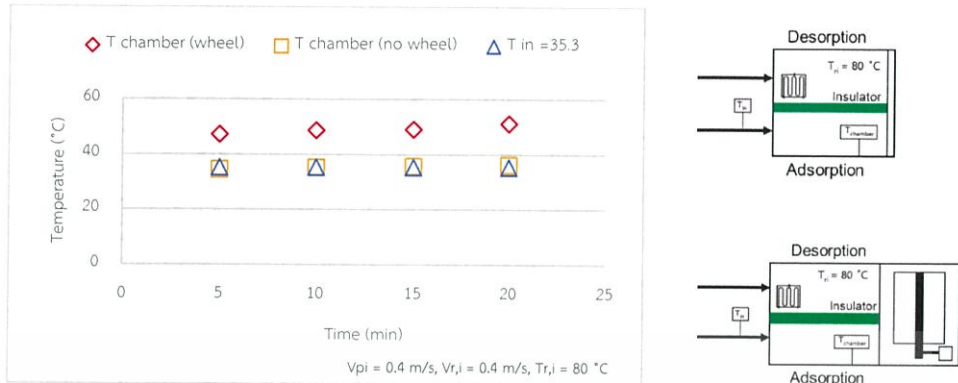 T chamber (wheel) T chamber (no wheel) T in =35.3
60
40
20
0
Temperature (°C)
0 5 10 15 20 25
Time (min)
Vpi = 0.4 m/s, Vr,i = 0.4 m/s, Tr,i = 80 °C
Desorption
Tri = 80 °C
Insulator
Tin
Tchamber
Adsorption
Desorption
Tri = 80 °C
Insulator
Tin
Tchamber
Adsorption